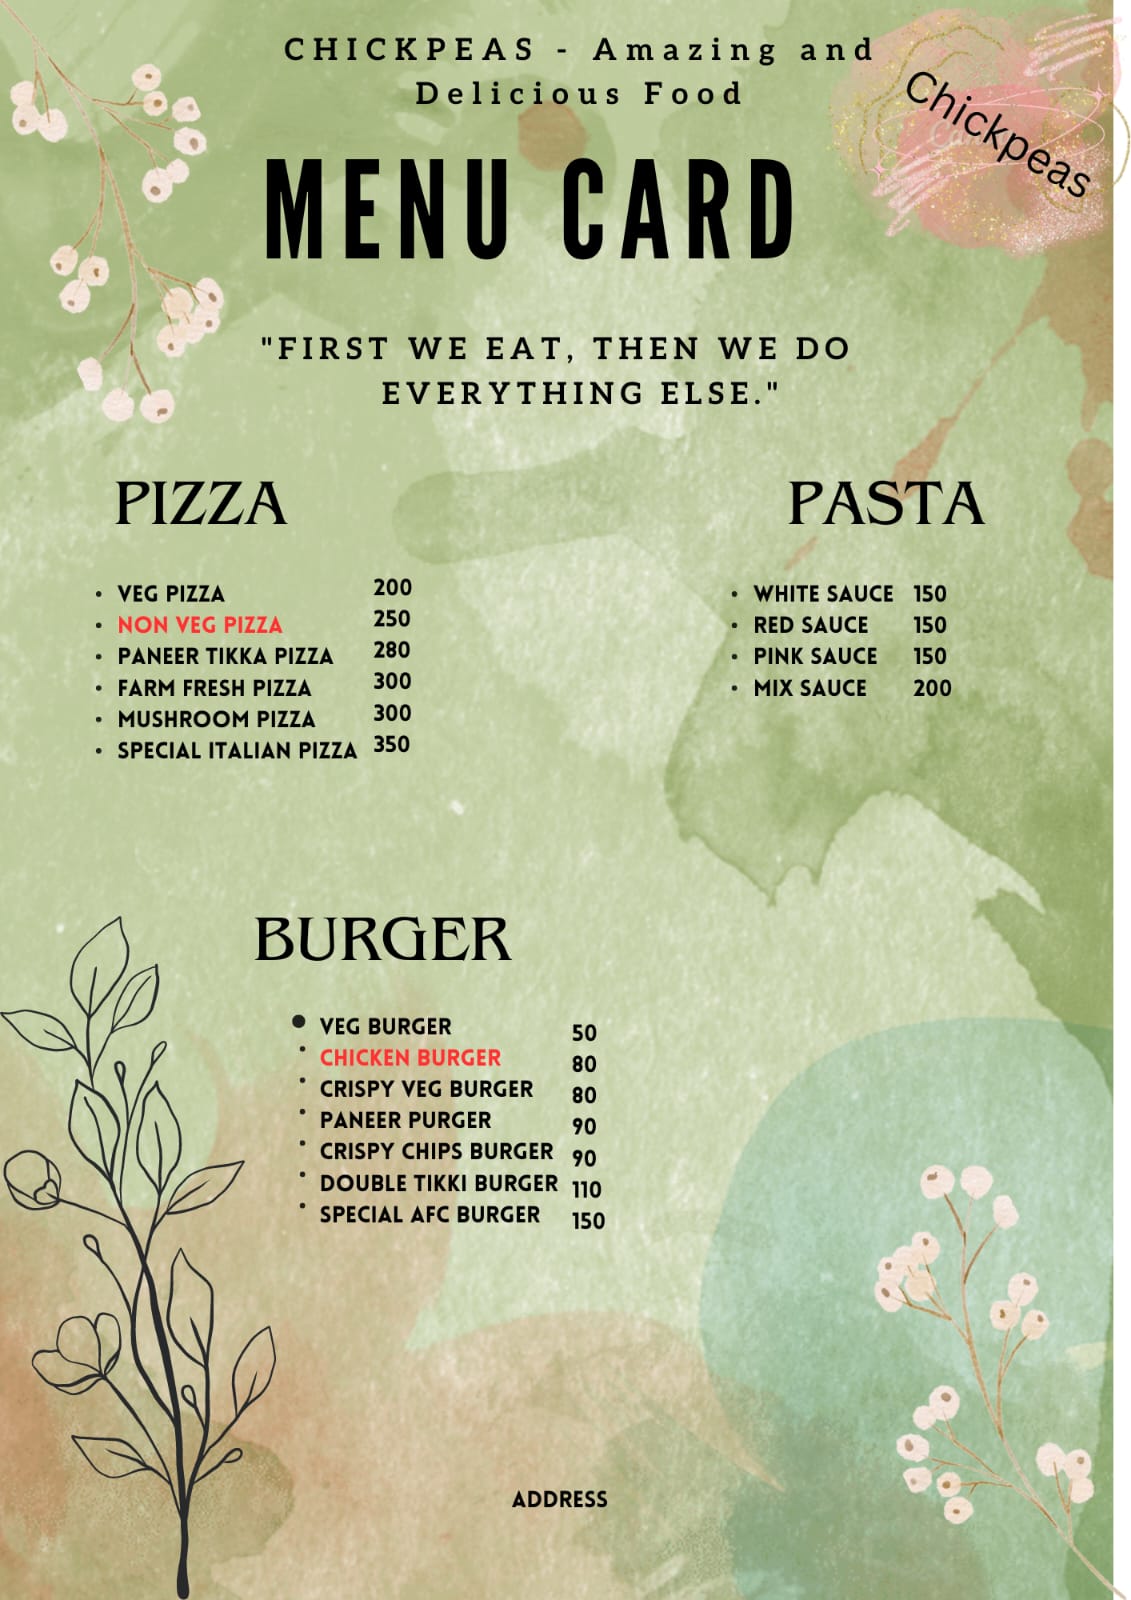 CHICKPEAS - Amazing and
Delicious Food
Chickpeas
MENU CARD
"FIRST WE EAT, THEN WE DO
EVERYTHING ELSE."
PIZZA
VEG PIZZA 200
NON VEG PIZZA 250
PANEER TIKKA PIZZA 280
FARM FRESH PIZZA 300
MUSHROOM PIZZA 300
SPECIAL ITALIAN PIZZA 350
PASTA
WHITE SAUCE 150
RED SAUCE 150
PINK SAUCE 150
MIX SAUCE 200
BURGER
VEG BURGER 50
CHICKEN BURGER 80
CRISPY VEG BURGER 80
PANEER PURGER 90
CRISPY CHIPS BURGER 90
DOUBLE TIKKI BURGER 110
SPECIAL AFC BURGER 150
ADDRESS